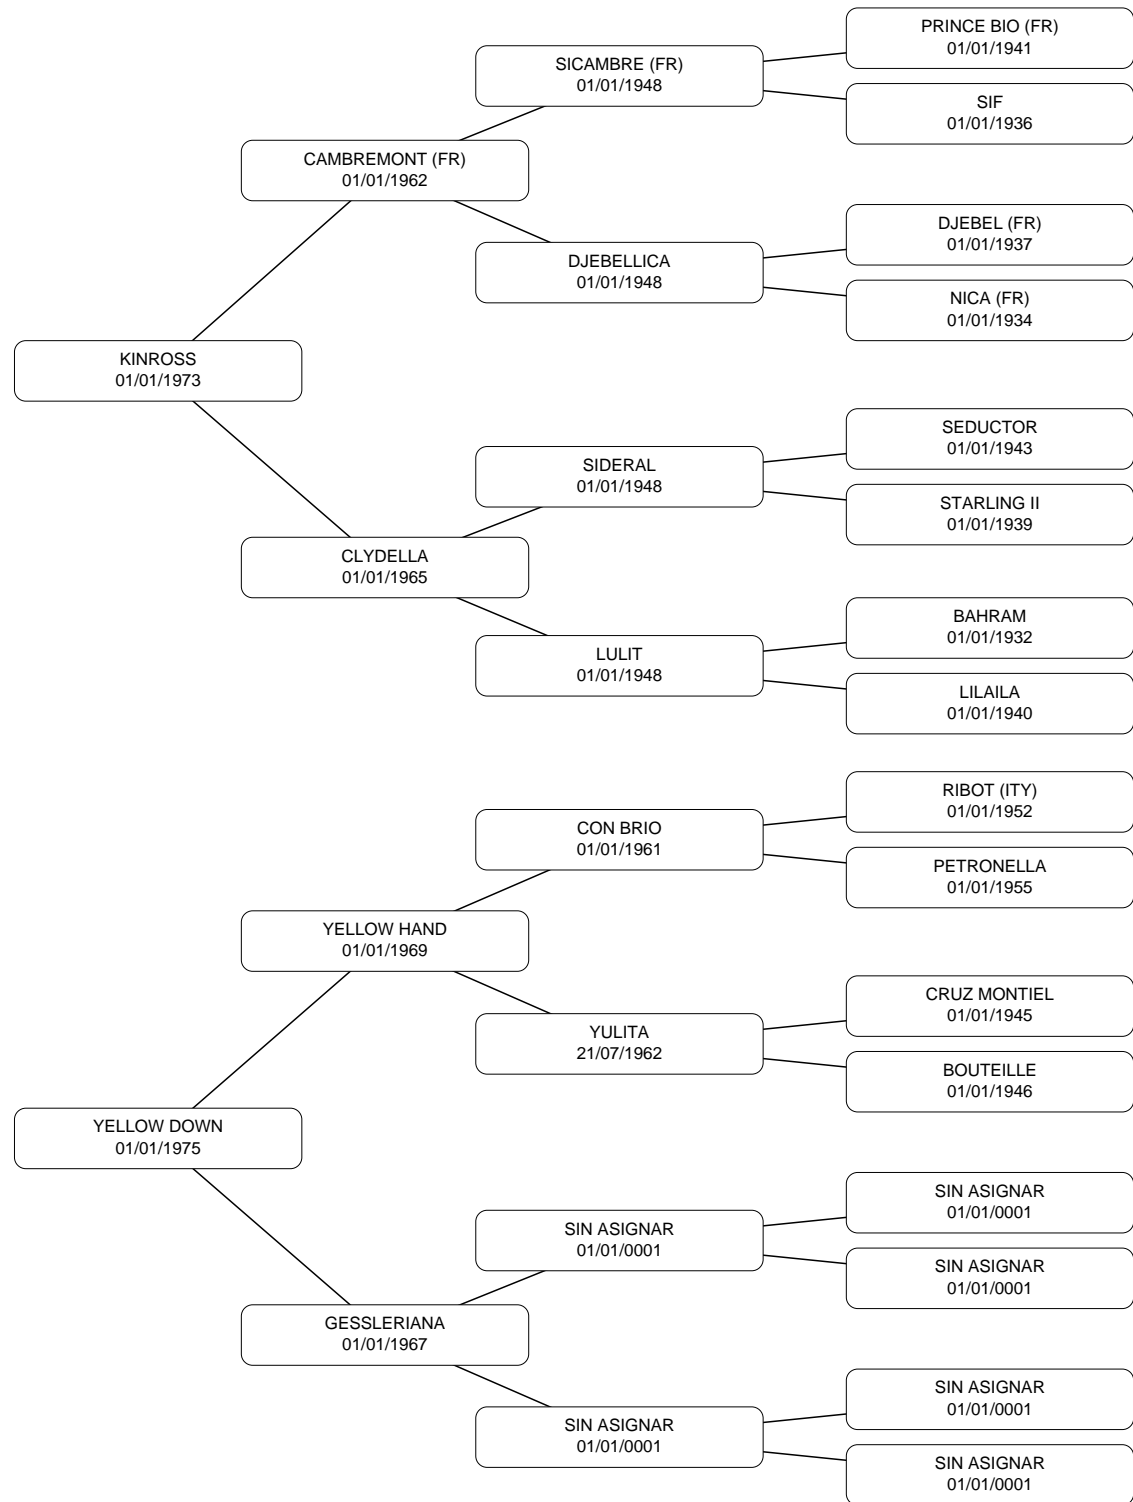 PRINCE BIO (FR)
01/01/1941
SICAMBRE (FR)
01/01/1948
SIF
01/01/1936
CAMBREMONT (FR)
01/01/1962
DJEBEL (FR)
01/01/1937
DJEBELLICA
01/01/1948
NICA (FR)
01/01/1934
KINROSS
01/01/1973
SEDUCTOR
01/01/1943
SIDERAL
01/01/1948
STARLING II
01/01/1939
CLYDELLA
01/01/1965
BAHRAM
01/01/1932
LULIT
01/01/1948
LILAILA
01/01/1940
RIBOT (ITY)
01/01/1952
CON BRIO
01/01/1961
PETRONELLA
01/01/1955
YELLOW HAND
01/01/1969
CRUZ MONTIEL
01/01/1945
YULITA
21/07/1962
BOUTEILLE
01/01/1946
YELLOW DOWN
01/01/1975
SIN ASIGNAR
01/01/0001
SIN ASIGNAR
01/01/0001
SIN ASIGNAR
01/01/0001
GESSLERIANA
01/01/1967
SIN ASIGNAR
01/01/0001
SIN ASIGNAR
01/01/0001
SIN ASIGNAR
01/01/0001